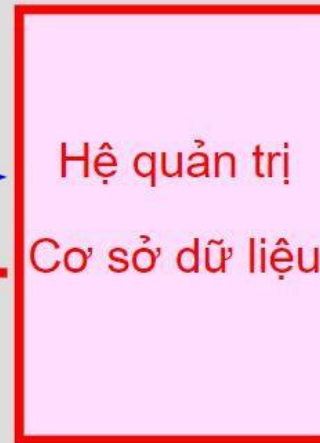 Hệ quản trị
Cơ sở dữ liệu